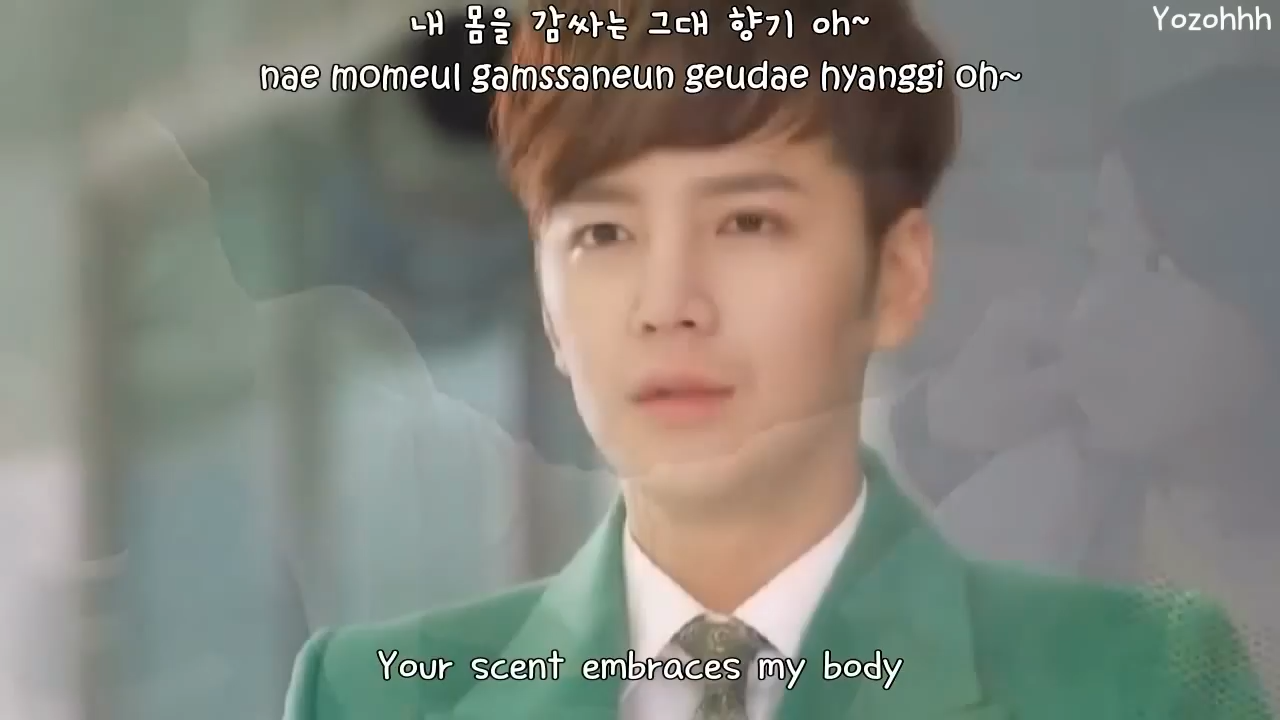 Yozohhh
내 몸을 감싸는 그대 향기 oh~
nae momeul gamssaneun geudae hyanggi oh~
Your scent embraces my body